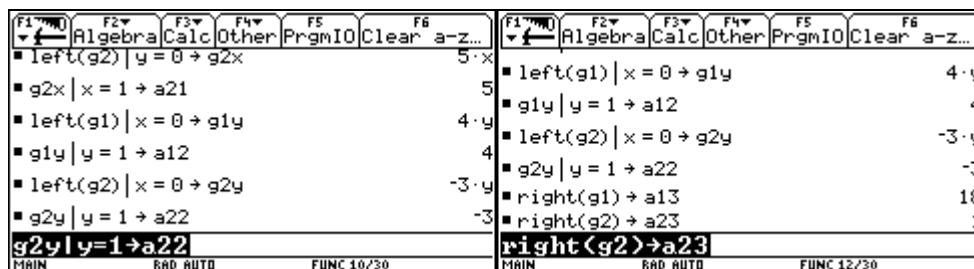 F1 F2 F3 F4 F5 F6
Algebra Calc Other PrgmIO Clear a-z…
left(g2)|y = 0 → g2x 5·x
g2x|x = 1 → a21 5
left(g1)|x = 0 → g1y 4·y
g1y|y = 1 → a12 4
left(g2)|x = 0 → g2y -3·y
g2y|y = 1 → a22 -3
g2y|y=1→a22
MAIN RAD AUTO FUNC 10/30
F1 F2 F3 F4 F5 F6
Algebra Calc Other PrgmIO Clear a-z…
left(g1)|x = 0 → g1y 4·y
g1y|y = 1 → a12
left(g2)|x = 0 → g2y -3·y
g2y|y = 1 → a22
right(g1) → a13
right(g2) → a23
right(g2)→a23
MAIN RAD AUTO FUNC 12/30